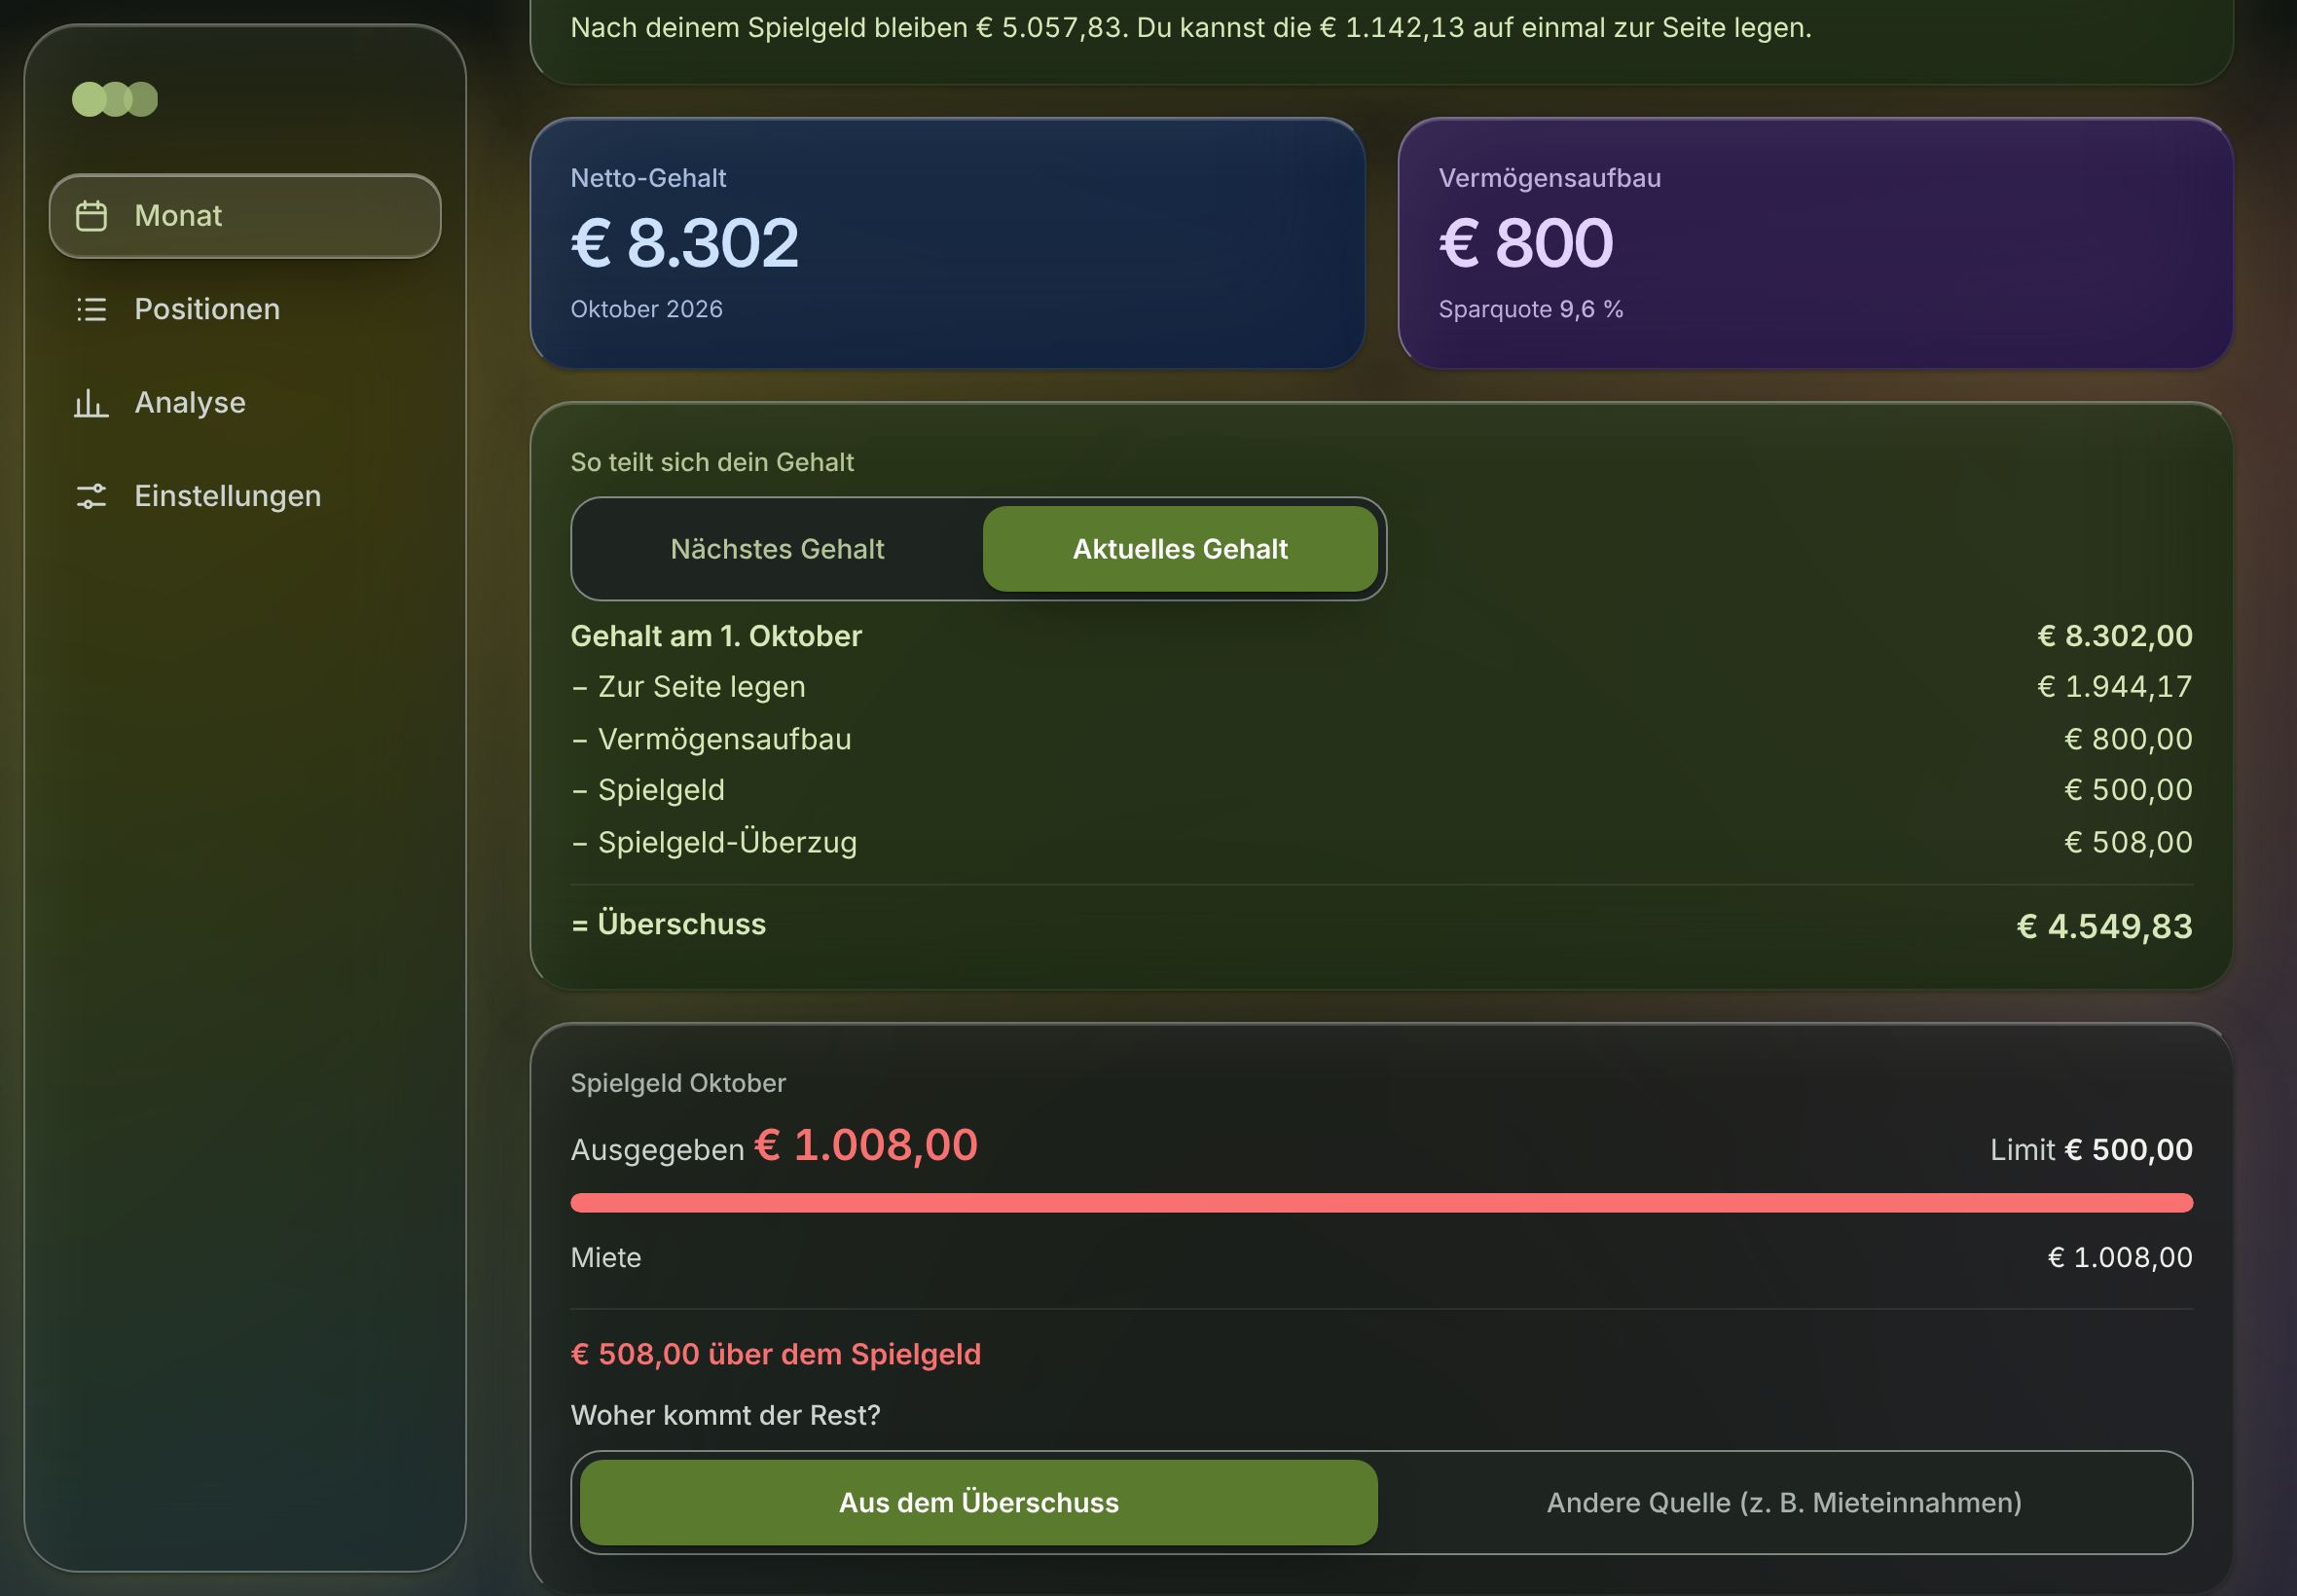 Nach deinem Spielgeld bleiben € 5.057,83. Du kannst die € 1.142,13 auf einmal zur Seite legen.
Monat
Positionen
Analyse
Einstellungen
Netto-Gehalt
€ 8.302
Oktober 2026
Vermögensaufbau
€ 800
Sparquote 9,6 %
So teilt sich dein Gehalt
Nächstes Gehalt Aktuelles Gehalt
Gehalt am 1. Oktober € 8.302,00
− Zur Seite legen € 1.944,17
− Vermögensaufbau € 800,00
− Spielgeld € 500,00
− Spielgeld-Überzug € 508,00
= Überschuss € 4.549,83
Spielgeld Oktober
Ausgegeben € 1.008,00 Limit € 500,00
Miete € 1.008,00
€ 508,00 über dem Spielgeld
Woher kommt der Rest?
Aus dem Überschuss Andere Quelle (z. B. Mieteinnahmen)